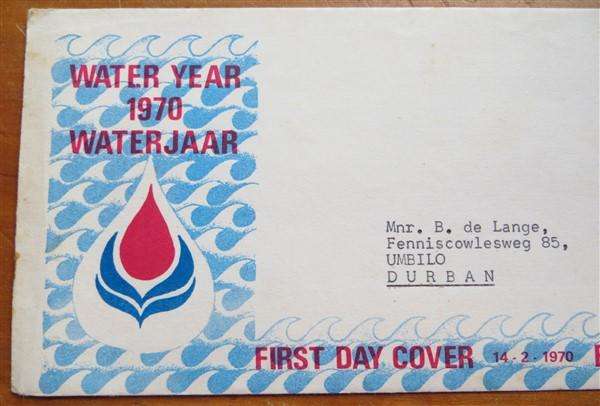 WATER YEAR
1970
WATERJAAR
Mnr. B. de Lange,
Fenniscowlesweg 85,
UMBILO
DURBAN
FIRST DAY COVER 14-2-1970